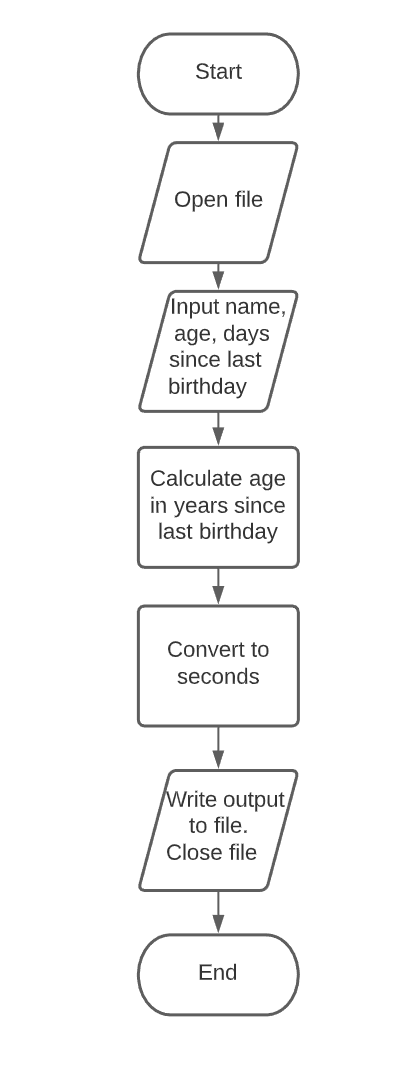 Start
Open file
Input name,
age, days
since last
birthday
Calculate age
in years since
last birthday
Convert to
seconds
Write output
to file.
Close file
End